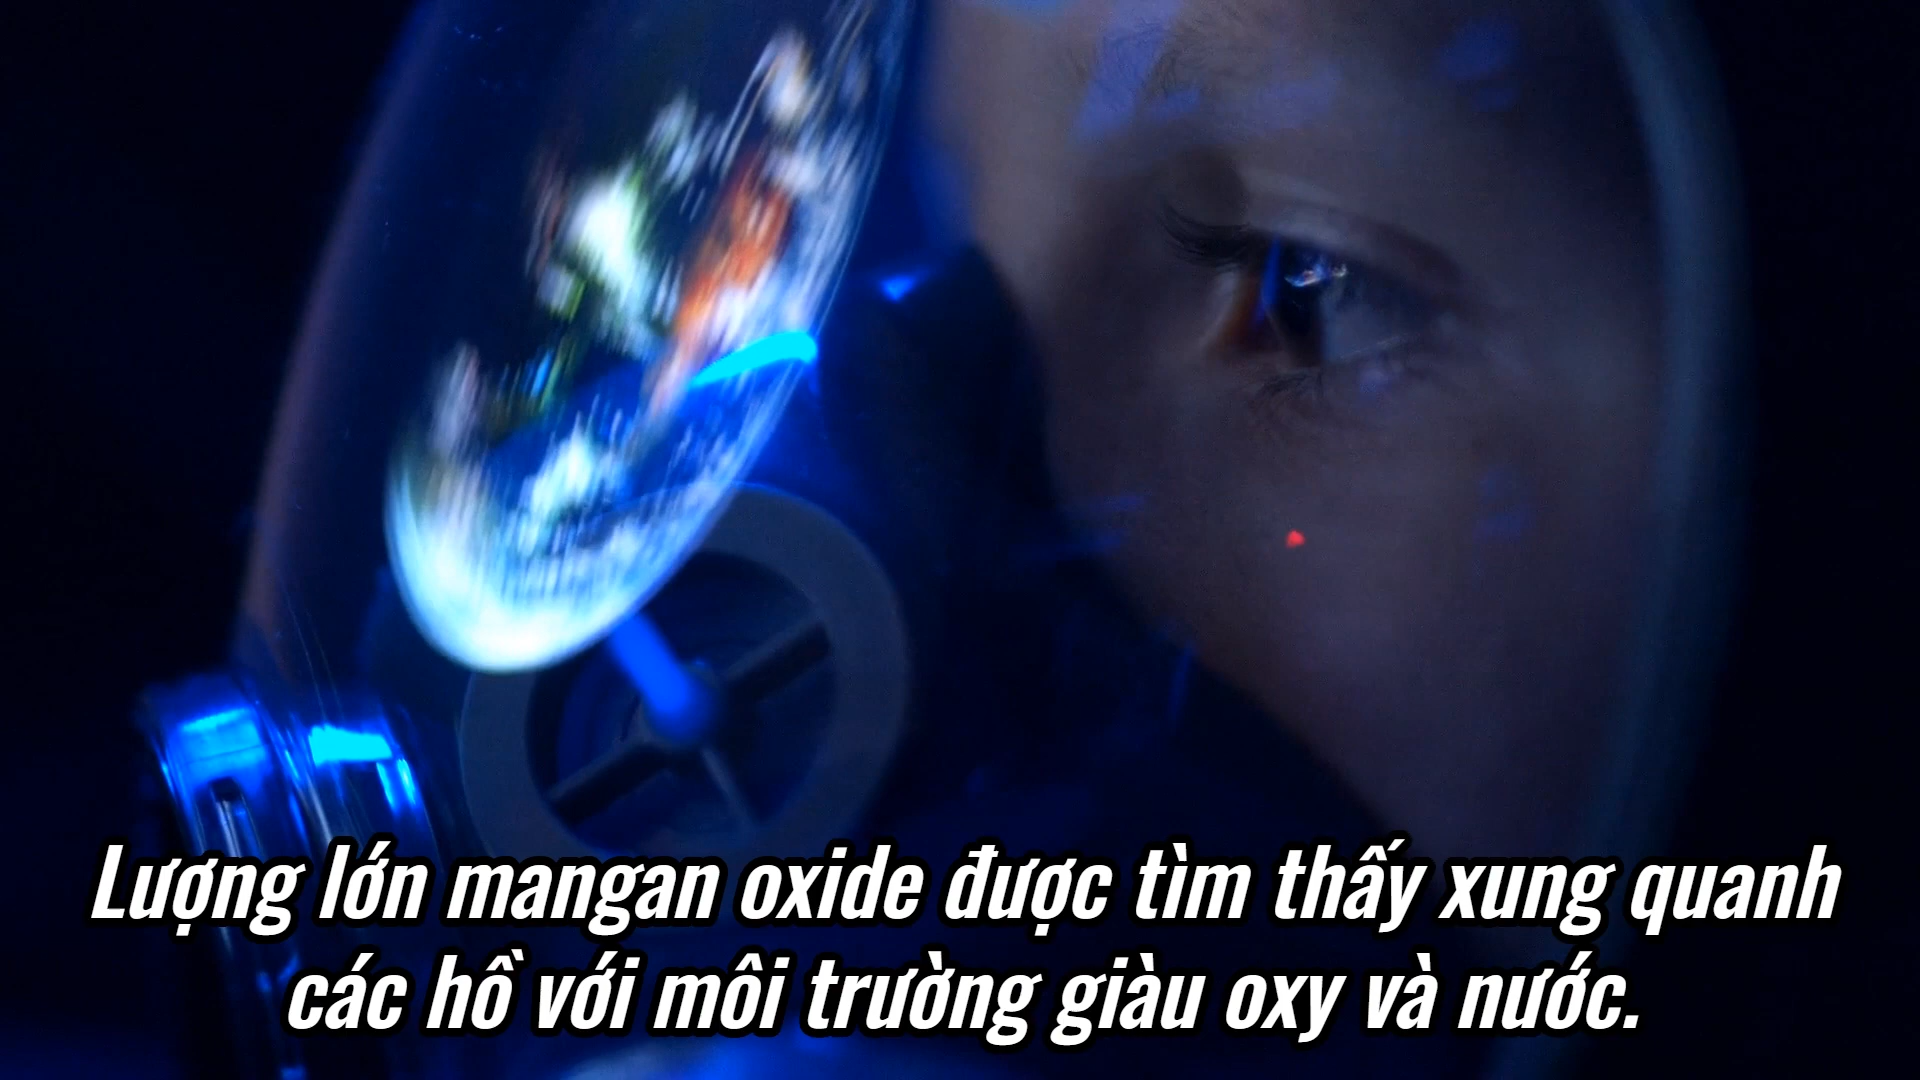 Lượng lớn mangan oxide được tìm thấy xung quanh
các hồ với môi trường giàu oxy và nước.